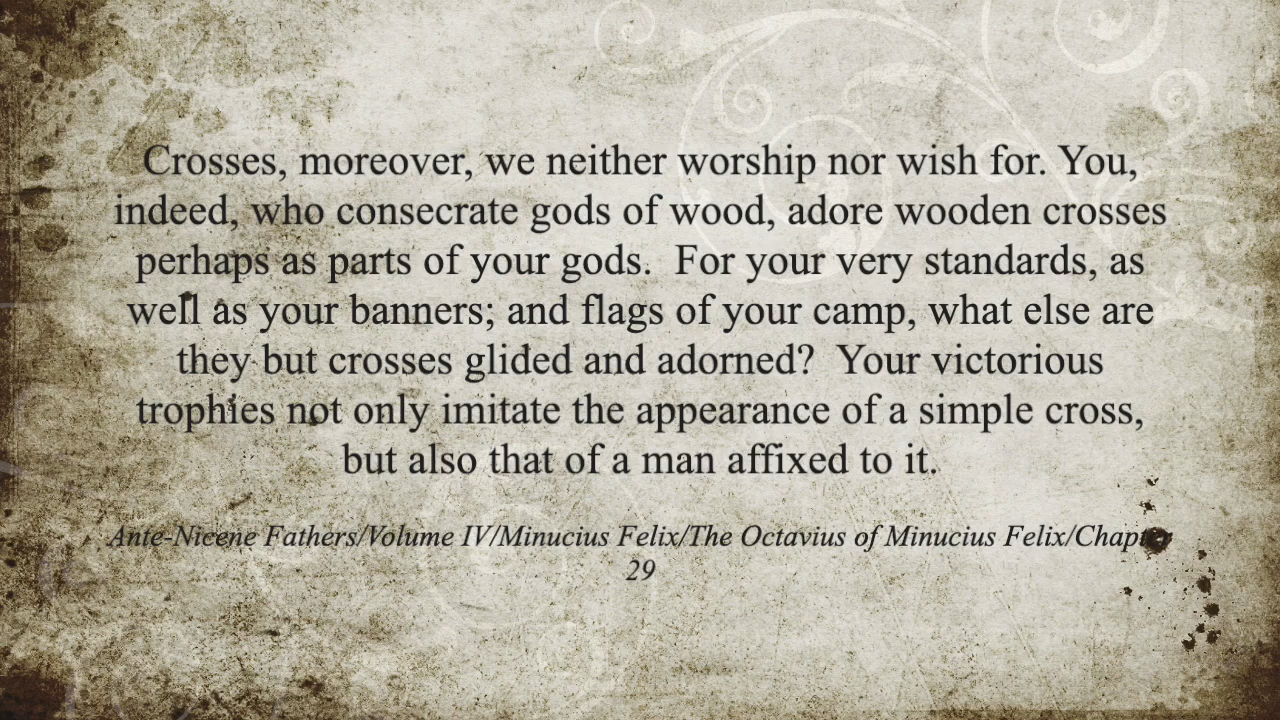 Crosses, moreover, we neither worship nor wish for. You,
indeed, who consecrate gods of wood, adore wooden crosses
perhaps as parts of your gods.  For your very standards, as
well as your banners; and flags of your camp, what else are
they but crosses glided and adorned?  Your victorious
trophies not only imitate the appearance of a simple cross,
but also that of a man affixed to it.
Ante-Nicene Fathers/Volume IV/Minucius Felix/The Octavius of Minucius Felix/Chapter
29